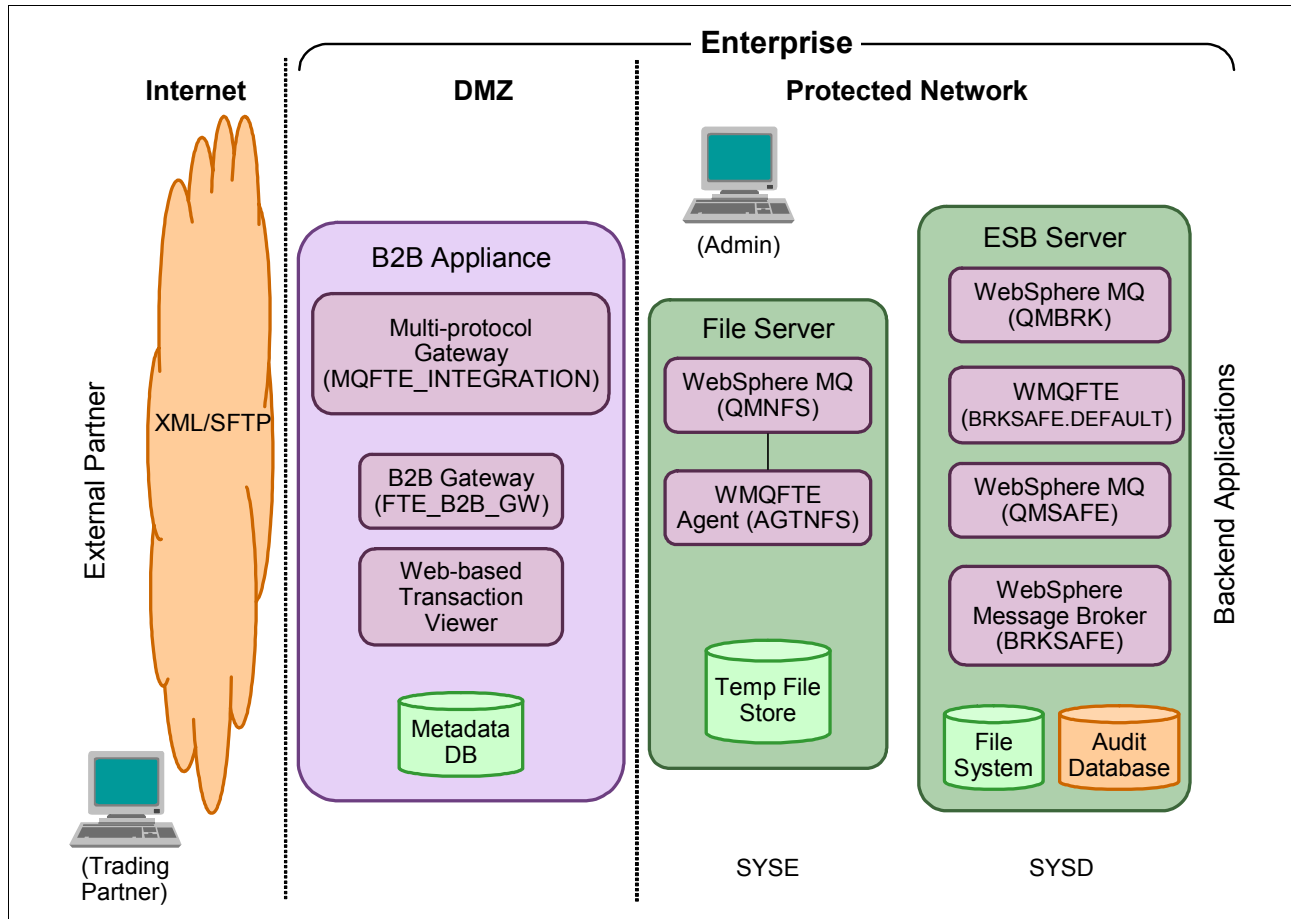 Enterprise
Internet
DMZ
Protected Network
External Partner
XML/SFTP
(Trading
Partner)
B2B Appliance
Multi-protocol
Gateway
(MQFTE_INTEGRATION)
B2B Gateway
(FTE_B2B_GW)
Web-based
Transaction
Viewer
Metadata
DB
(Admin)
File Server
WebSphere MQ
(QMNFS)
WMQFTE
Agent (AGTNFS)
Temp File
Store
SYSE
ESB Server
WebSphere MQ
(QMBRK)
WMQFTE
(BRKSAFE.DEFAULT)
WebSphere MQ
(QMSAFE)
WebSphere
Message Broker
(BRKSAFE)
File
System
Audit
Database
SYSD
Backend Applications